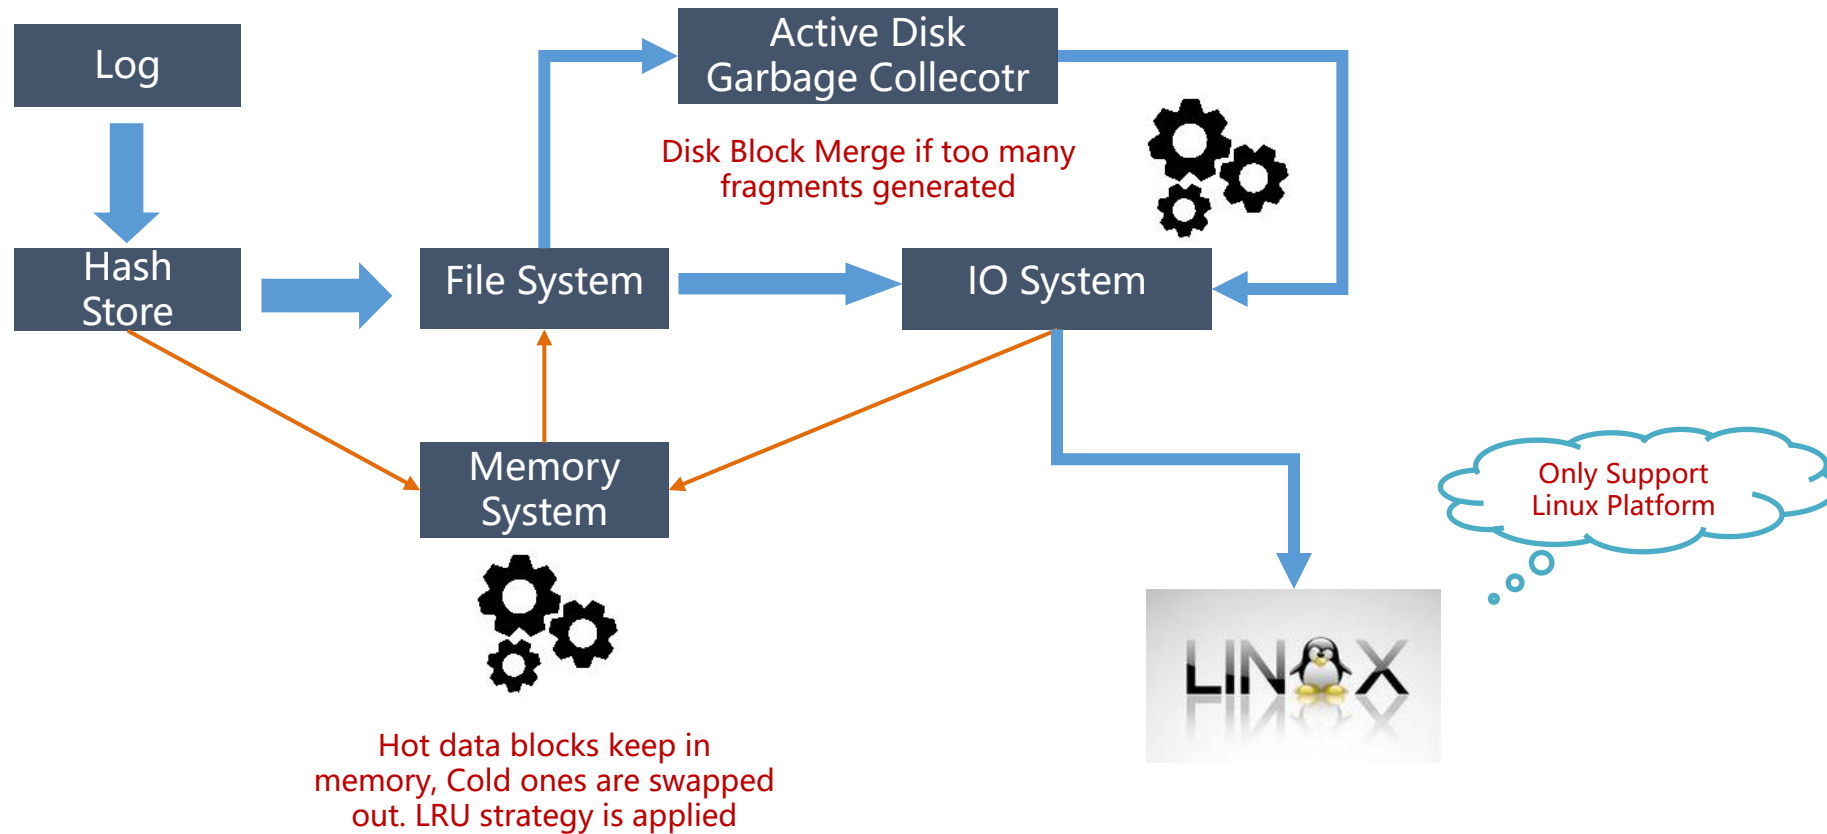 Log
Active Disk
Garbage Collecotr
Disk Block Merge if too many
fragments generated
Hash
Store
File System
IO System
Memory
System
Only Support
Linux Platform
LINUX
Hot data blocks keep in
memory, Cold ones are swapped
out. LRU strategy is applied